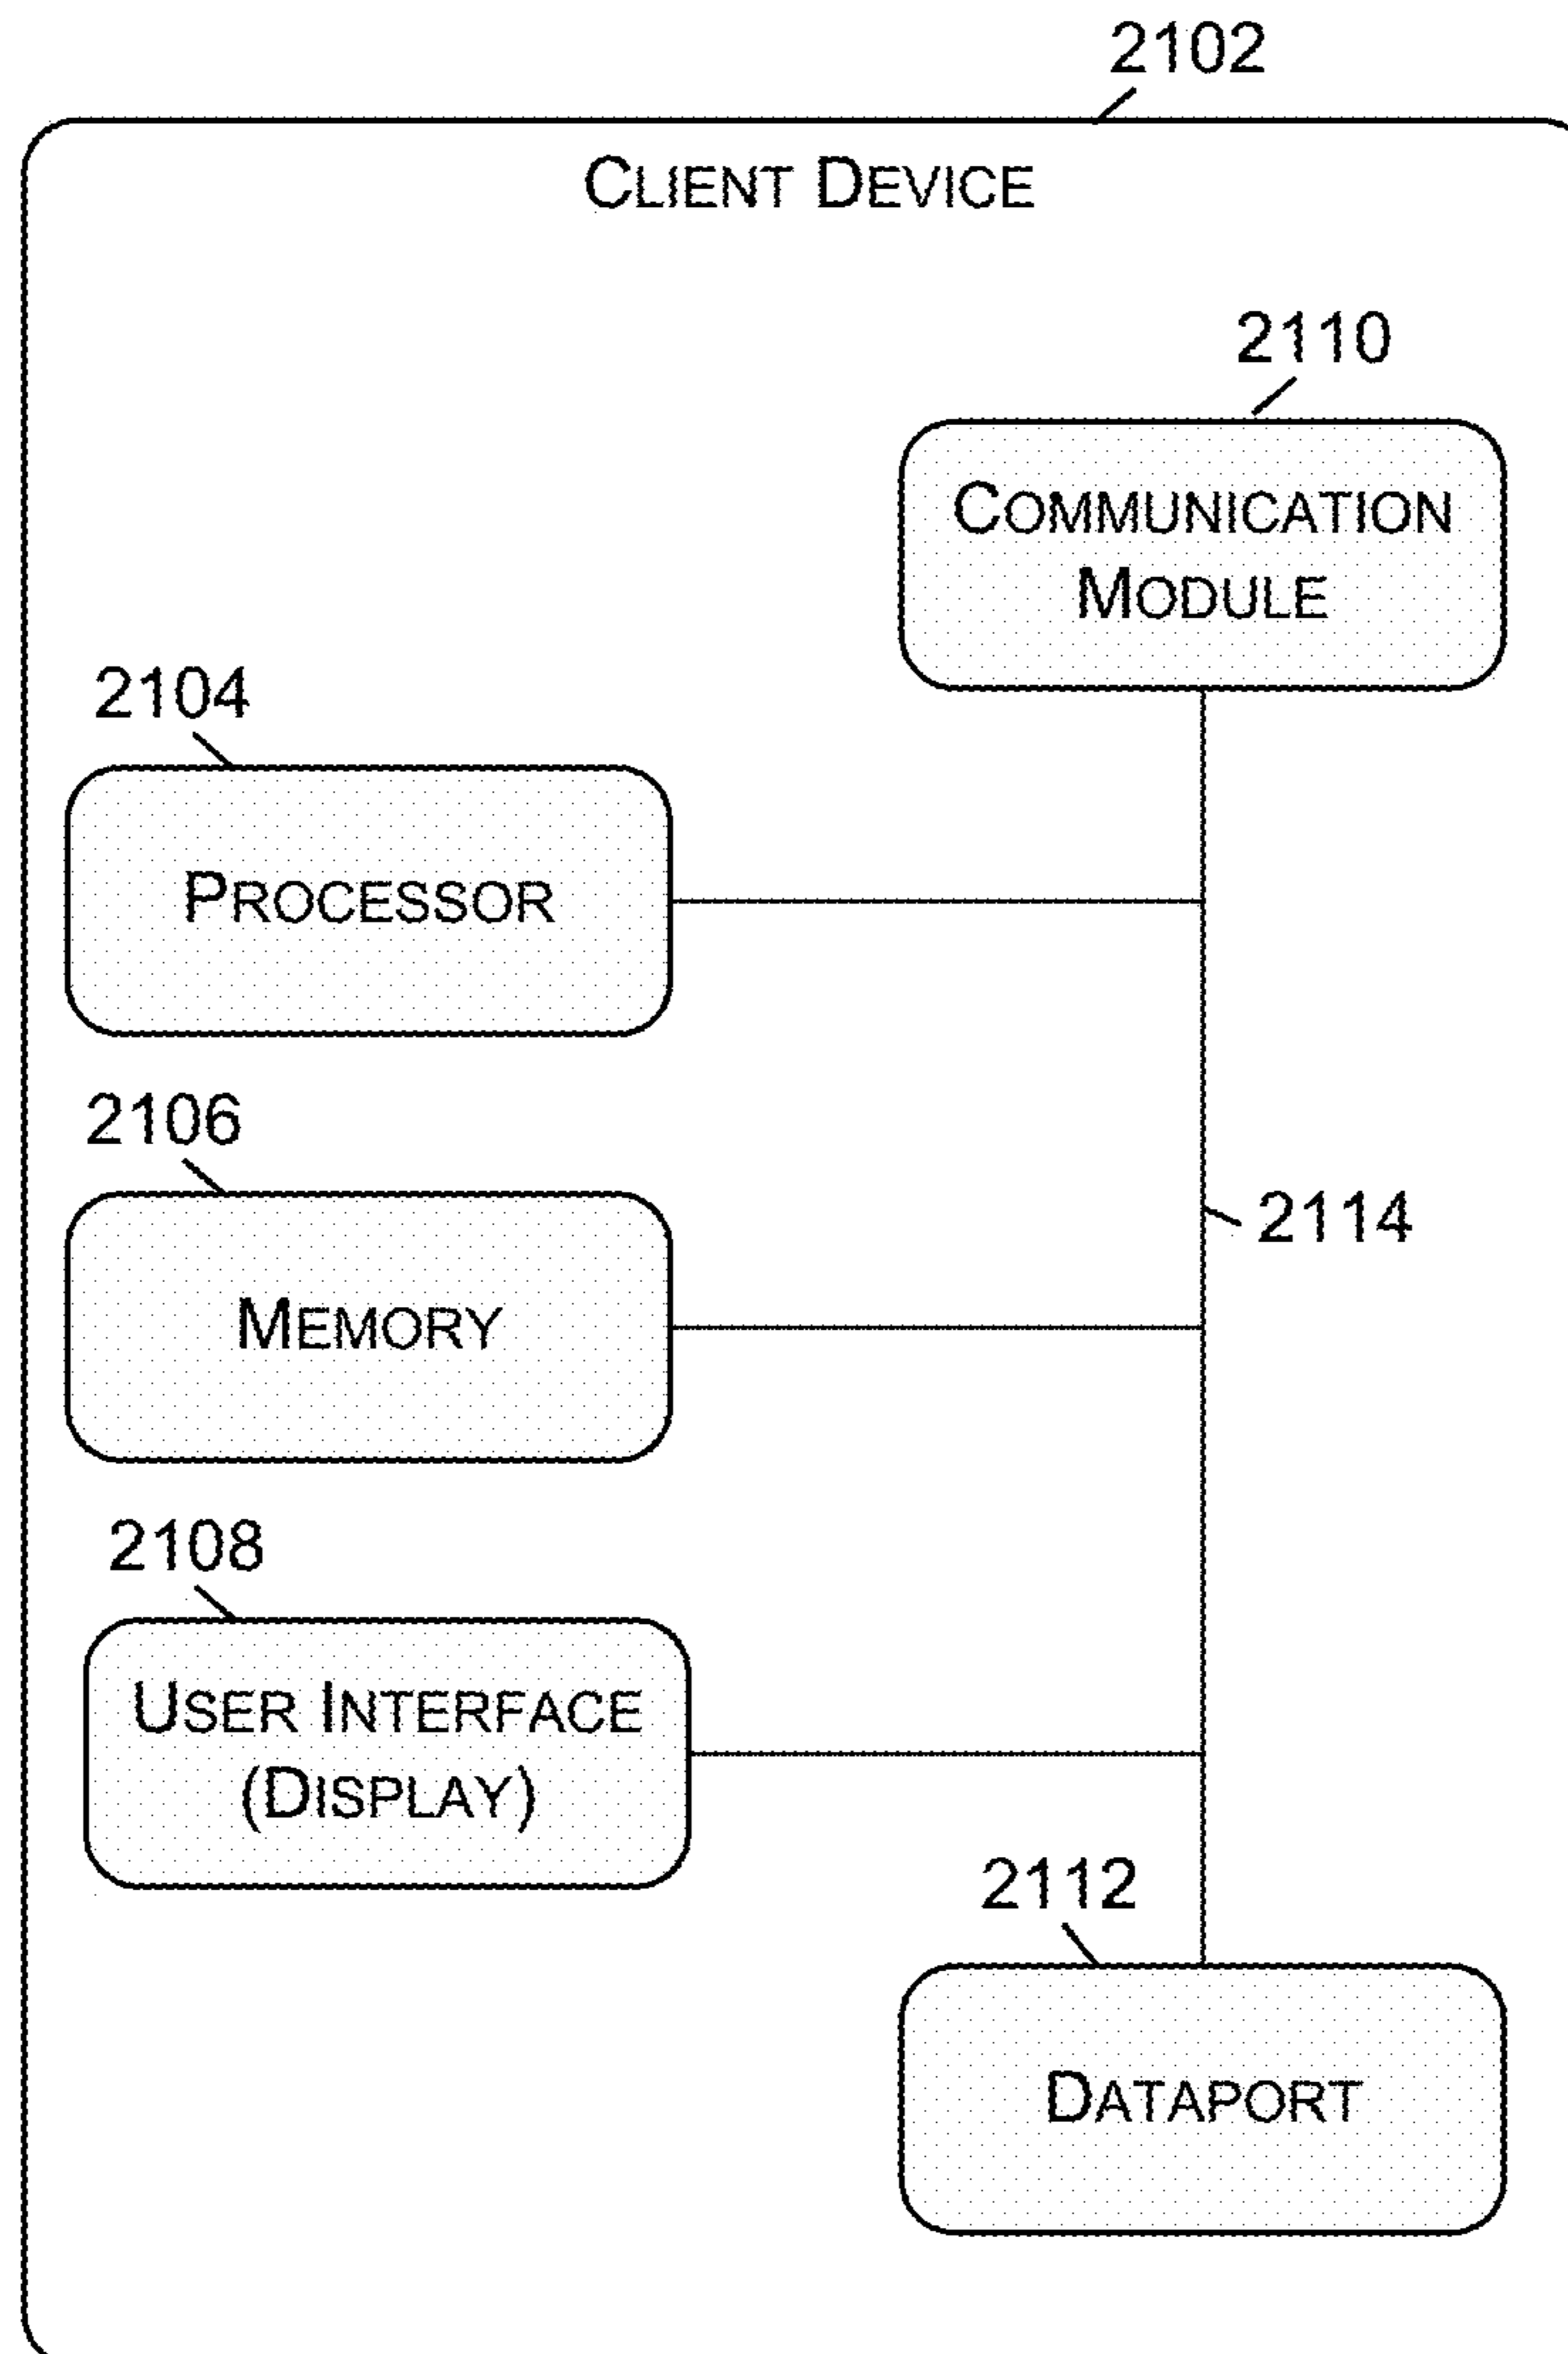 2102
CLIENT DEVICE
2110
COMMUNICATION
MODULE
2104
PROCESSOR
2106
MEMORY
2114
2108
USER INTERFACE
(DISPLAY)
2112
DATAPORT